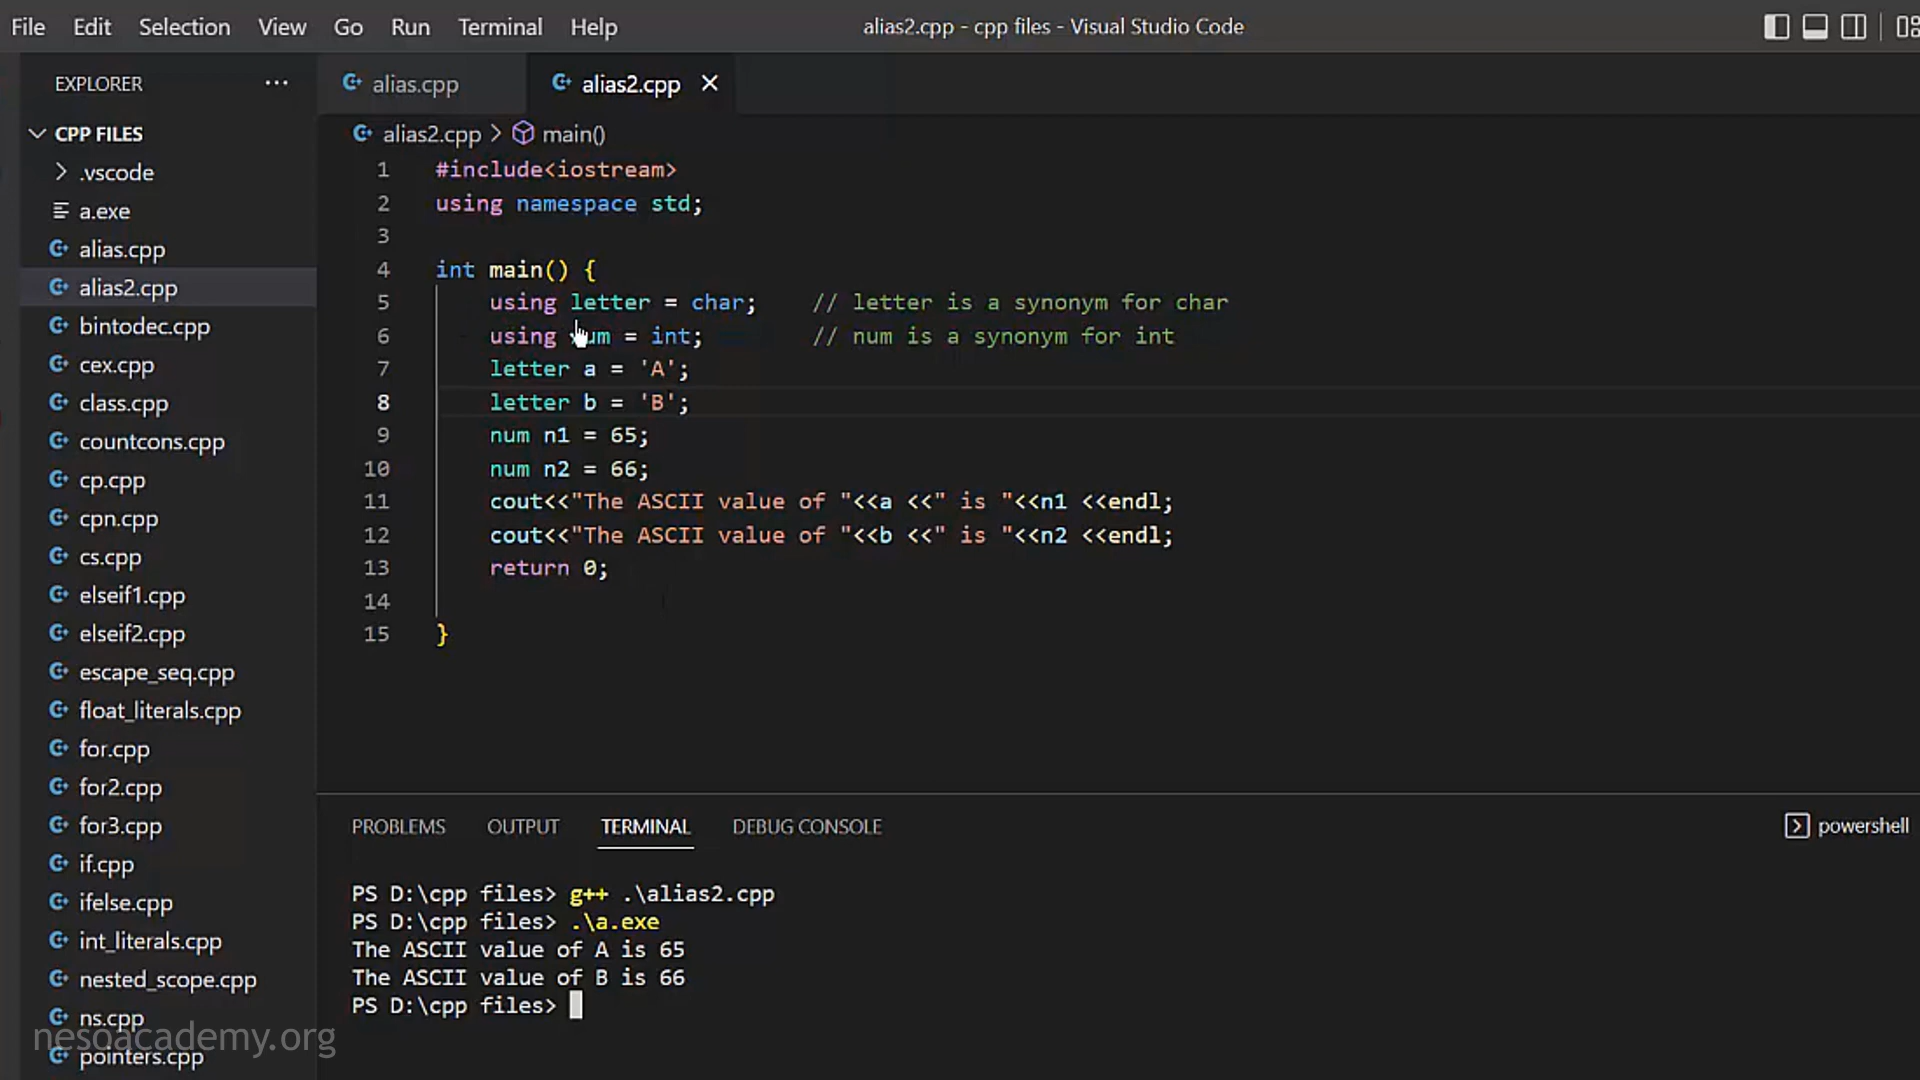 File Edit Selection View Go Run Terminal Help
alias2.cpp - cpp files - Visual Studio Code
EXPLORER ···
CPP FILES
.vscode
a.exe
alias.cpp
alias2.cpp
bintodec.cpp
cex.cpp
class.cpp
countcons.cpp
cp.cpp
cpn.cpp
cs.cpp
elseif1.cpp
elseif2.cpp
escape_seq.cpp
float_literals.cpp
for.cpp
for2.cpp
for3.cpp
if.cpp
ifelse.cpp
int_literals.cpp
nested_scope.cpp
ns.cpp
pointers.cpp
nesoacademy.org
alias.cpp
alias2.cpp
alias2.cpp > main()
1 #include<iostream>
2 using namespace std;
3
4 int main() {
5 using letter = char; // letter is a synonym for char
6 using num = int; // num is a synonym for int
7 letter a = 'A';
8 letter b = 'B';
9 num n1 = 65;
10 num n2 = 66;
11 cout<<"The ASCII value of "<<a <<" is "<<n1 <<endl;
12 cout<<"The ASCII value of "<<b <<" is "<<n2 <<endl;
13 return 0;
14
15 }
PROBLEMS OUTPUT TERMINAL DEBUG CONSOLE
powershell
PS D:\cpp files> g++ .\alias2.cpp
PS D:\cpp files> .\a.exe
The ASCII value of A is 65
The ASCII value of B is 66
PS D:\cpp files>